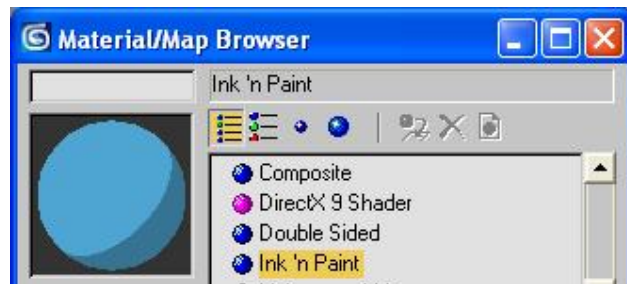 Material/Map Browser
Ink 'n Paint
Composite
DirectX 9 Shader
Double Sided
Ink 'n Paint